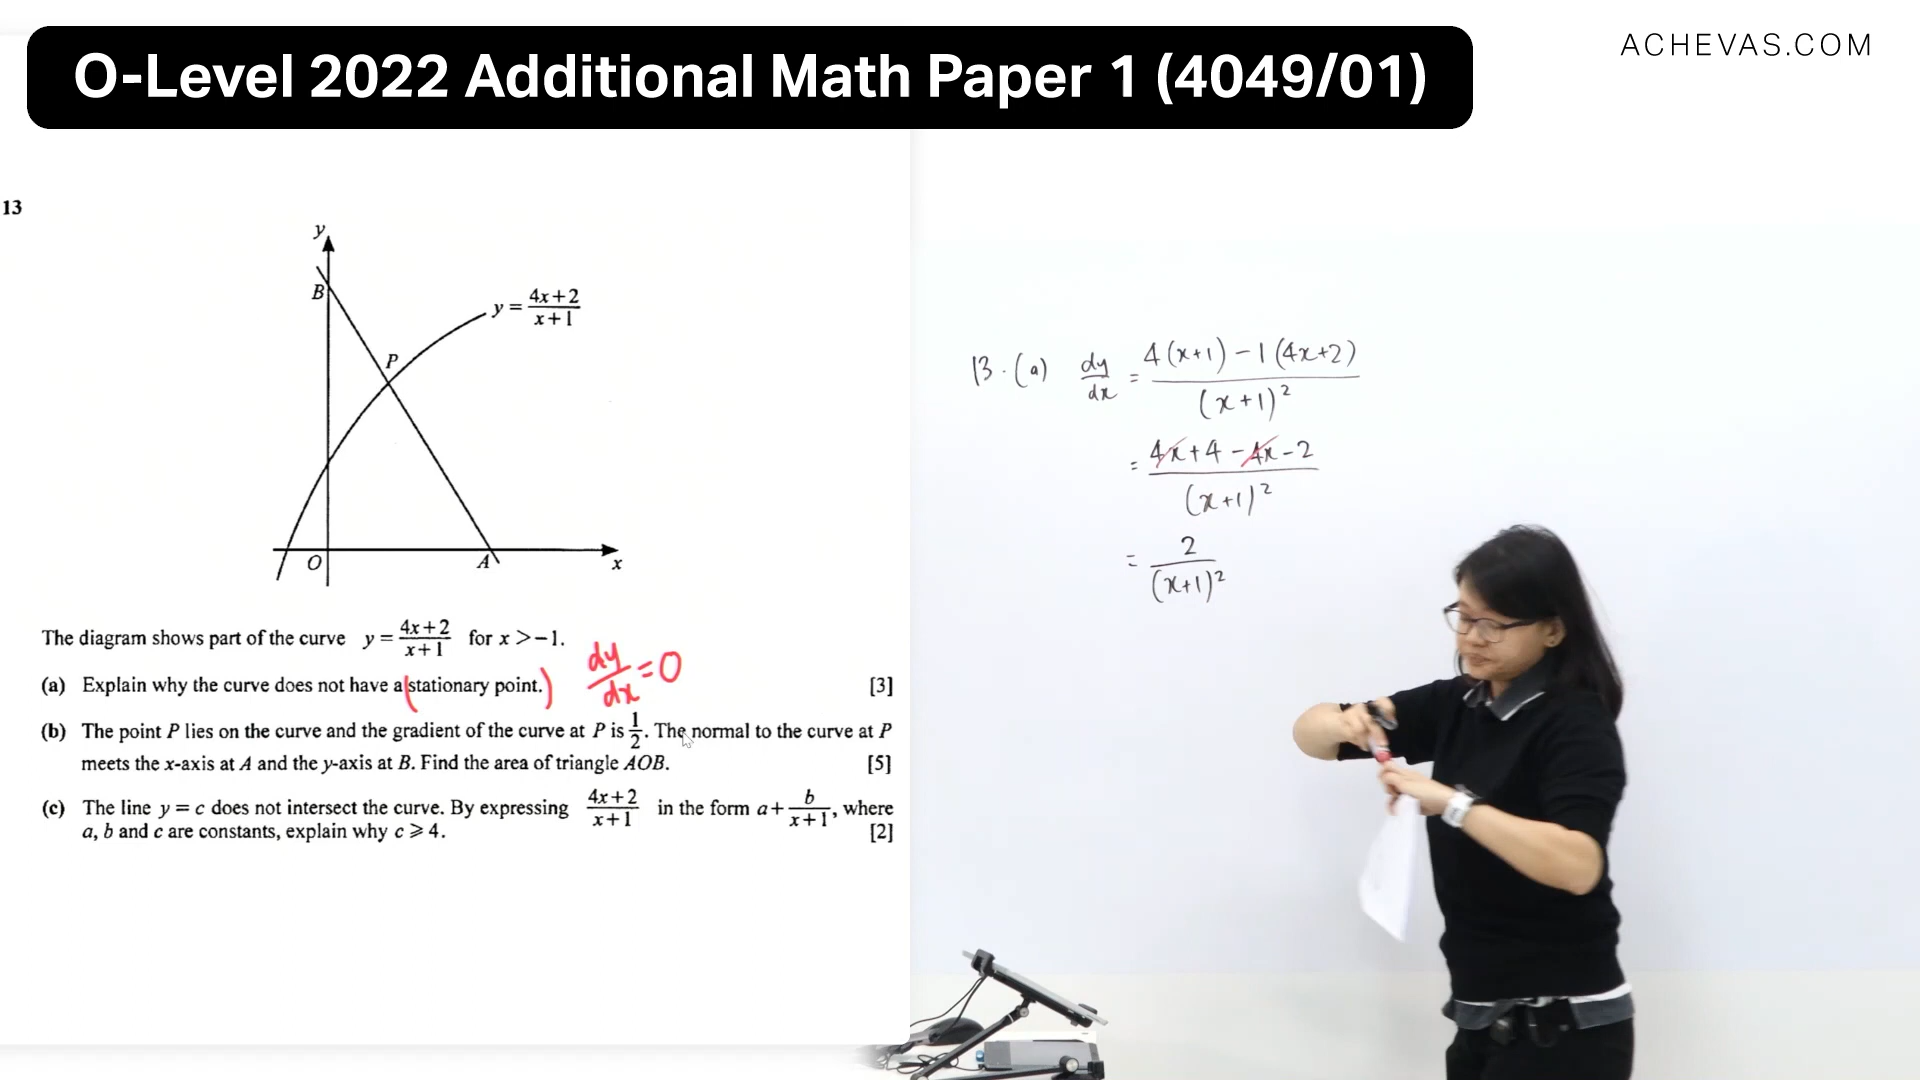 O-Level 2022 Additional Math Paper 1 (4049/01)
ACHEVAS.COM
13
y
B
y = (4x+2)/(x+1)
P
O
A
x
The diagram shows part of the curve y = (4x+2)/(x+1) for x > −1.
(a) Explain why the curve does not have a (stationary point.) dy/dx = 0 [3]
(b) The point P lies on the curve and the gradient of the curve at P is 1/2. The normal to the curve at P
meets the x-axis at A and the y-axis at B. Find the area of triangle AOB. [5]
(c) The line y = c does not intersect the curve. By expressing (4x+2)/(x+1) in the form a + b/(x+1), where
a, b and c are constants, explain why c ⩾ 4. [2]
13. (a) dy/dx = (4(x+1) − 1(4x+2))/(x+1)²
= (4x+4−4x−2)/(x+1)²
= 2/(x+1)²